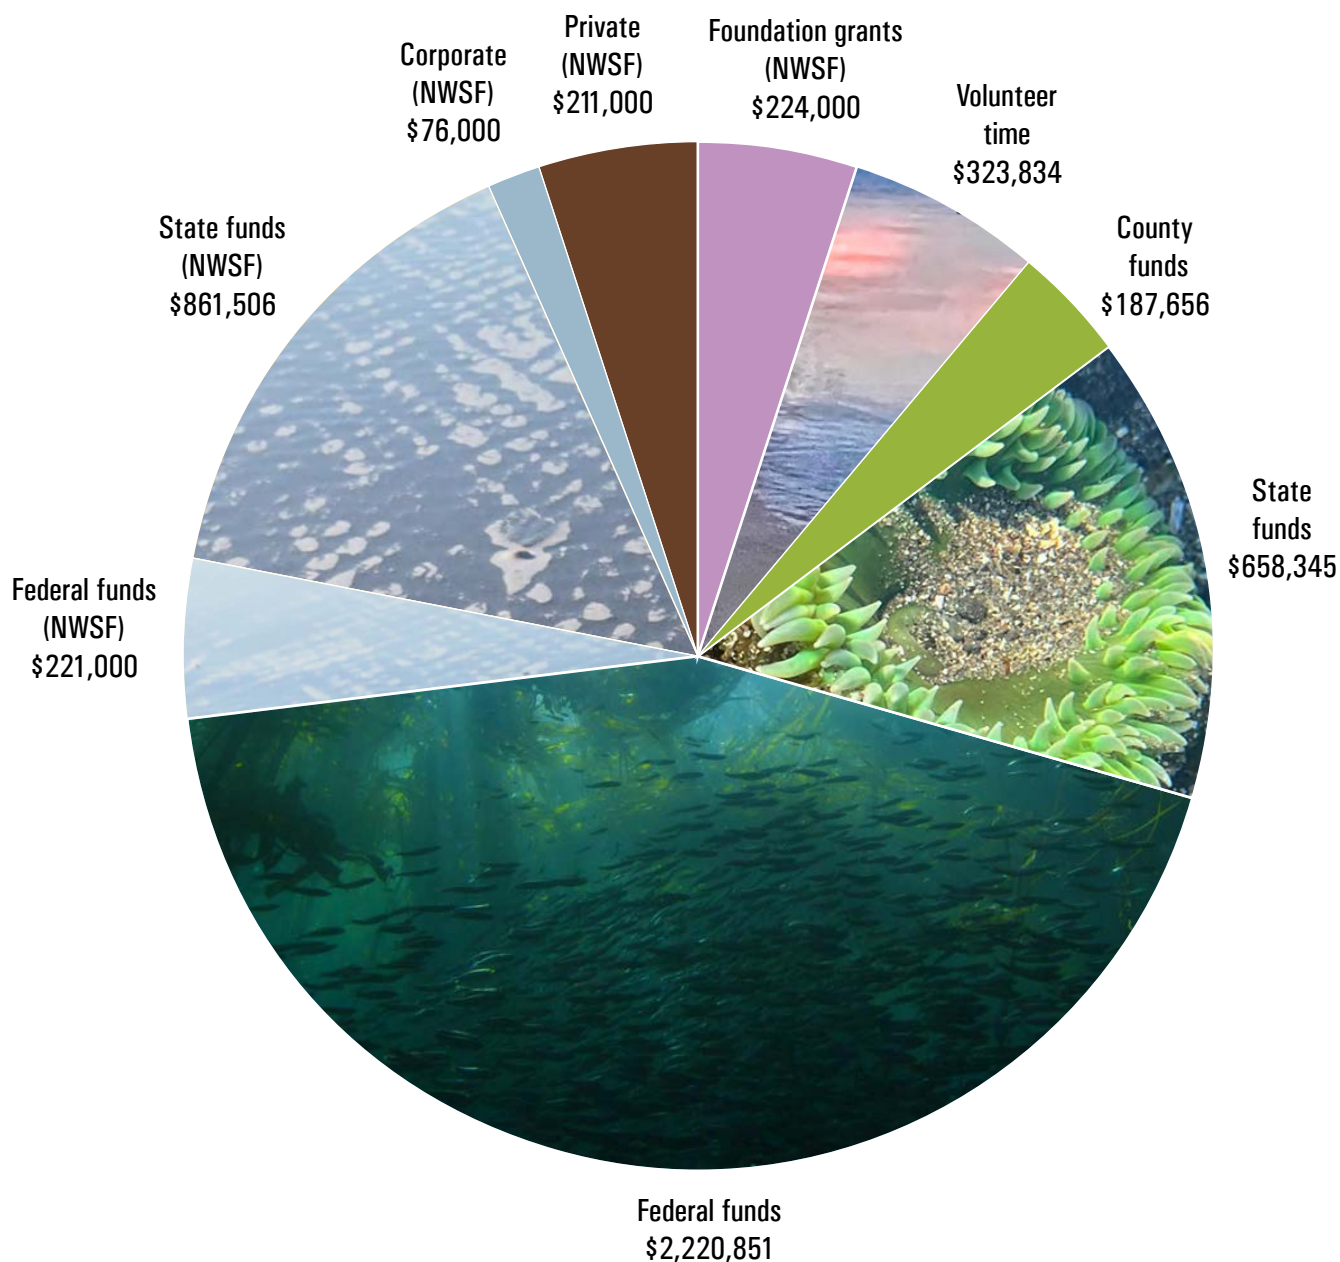 Private
(NWSF)
$211,000
Foundation grants
(NWSF)
$224,000
Corporate
(NWSF)
$76,000
Volunteer
time
$323,834
State funds
(NWSF)
$861,506
County
funds
$187,656
State
funds
$658,345
Federal funds
(NWSF)
$221,000
Federal funds
$2,220,851